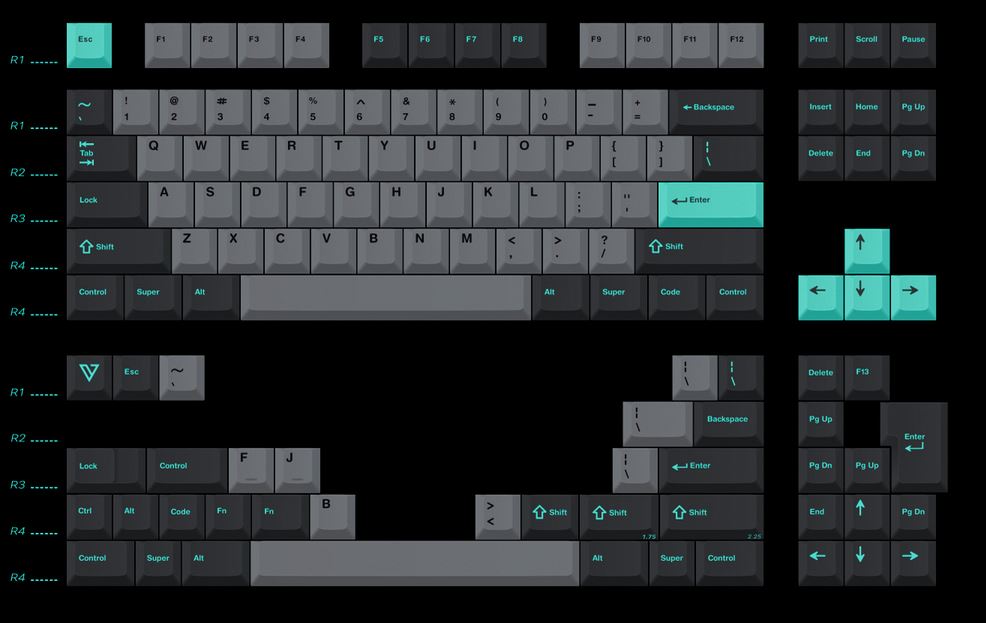 R1 Esc F1 F2 F3 F4 F5 F6 F7 F8 F9 F10 F11 F12 Print Scroll Pause
R1 ~ ` ! 1 @ 2 # 3 $ 4 % 5 ^ 6 & 7 * 8 ( 9 ) 0 _ - + = ← Backspace Insert Home Pg Up
R2 ⇤ Tab ⇥ Q W E R T Y U I O P { [ } ] ¦ \ Delete End Pg Dn
R3 Lock A S D F G H J K L : ; " ' ↵ Enter
R4 ⇧ Shift Z X C V B N M < , > . ? / ⇧ Shift ↑
R4 Control Super Alt Alt Super Code Control ← ↓ →
R1 Esc ~ ` ¦ \ ¦ \ Delete F13
R2 ¦ \ Backspace Pg Up Enter ↵
R3 Lock Control F J ¦ \ ↵ Enter Pg Dn Pg Up
R4 Ctrl Alt Code Fn Fn B > < ⇧ Shift ⇧ Shift 1.75 ⇧ Shift 2.25 End ↑ Pg Dn
R4 Control Super Alt Alt Super Control ← ↓ →